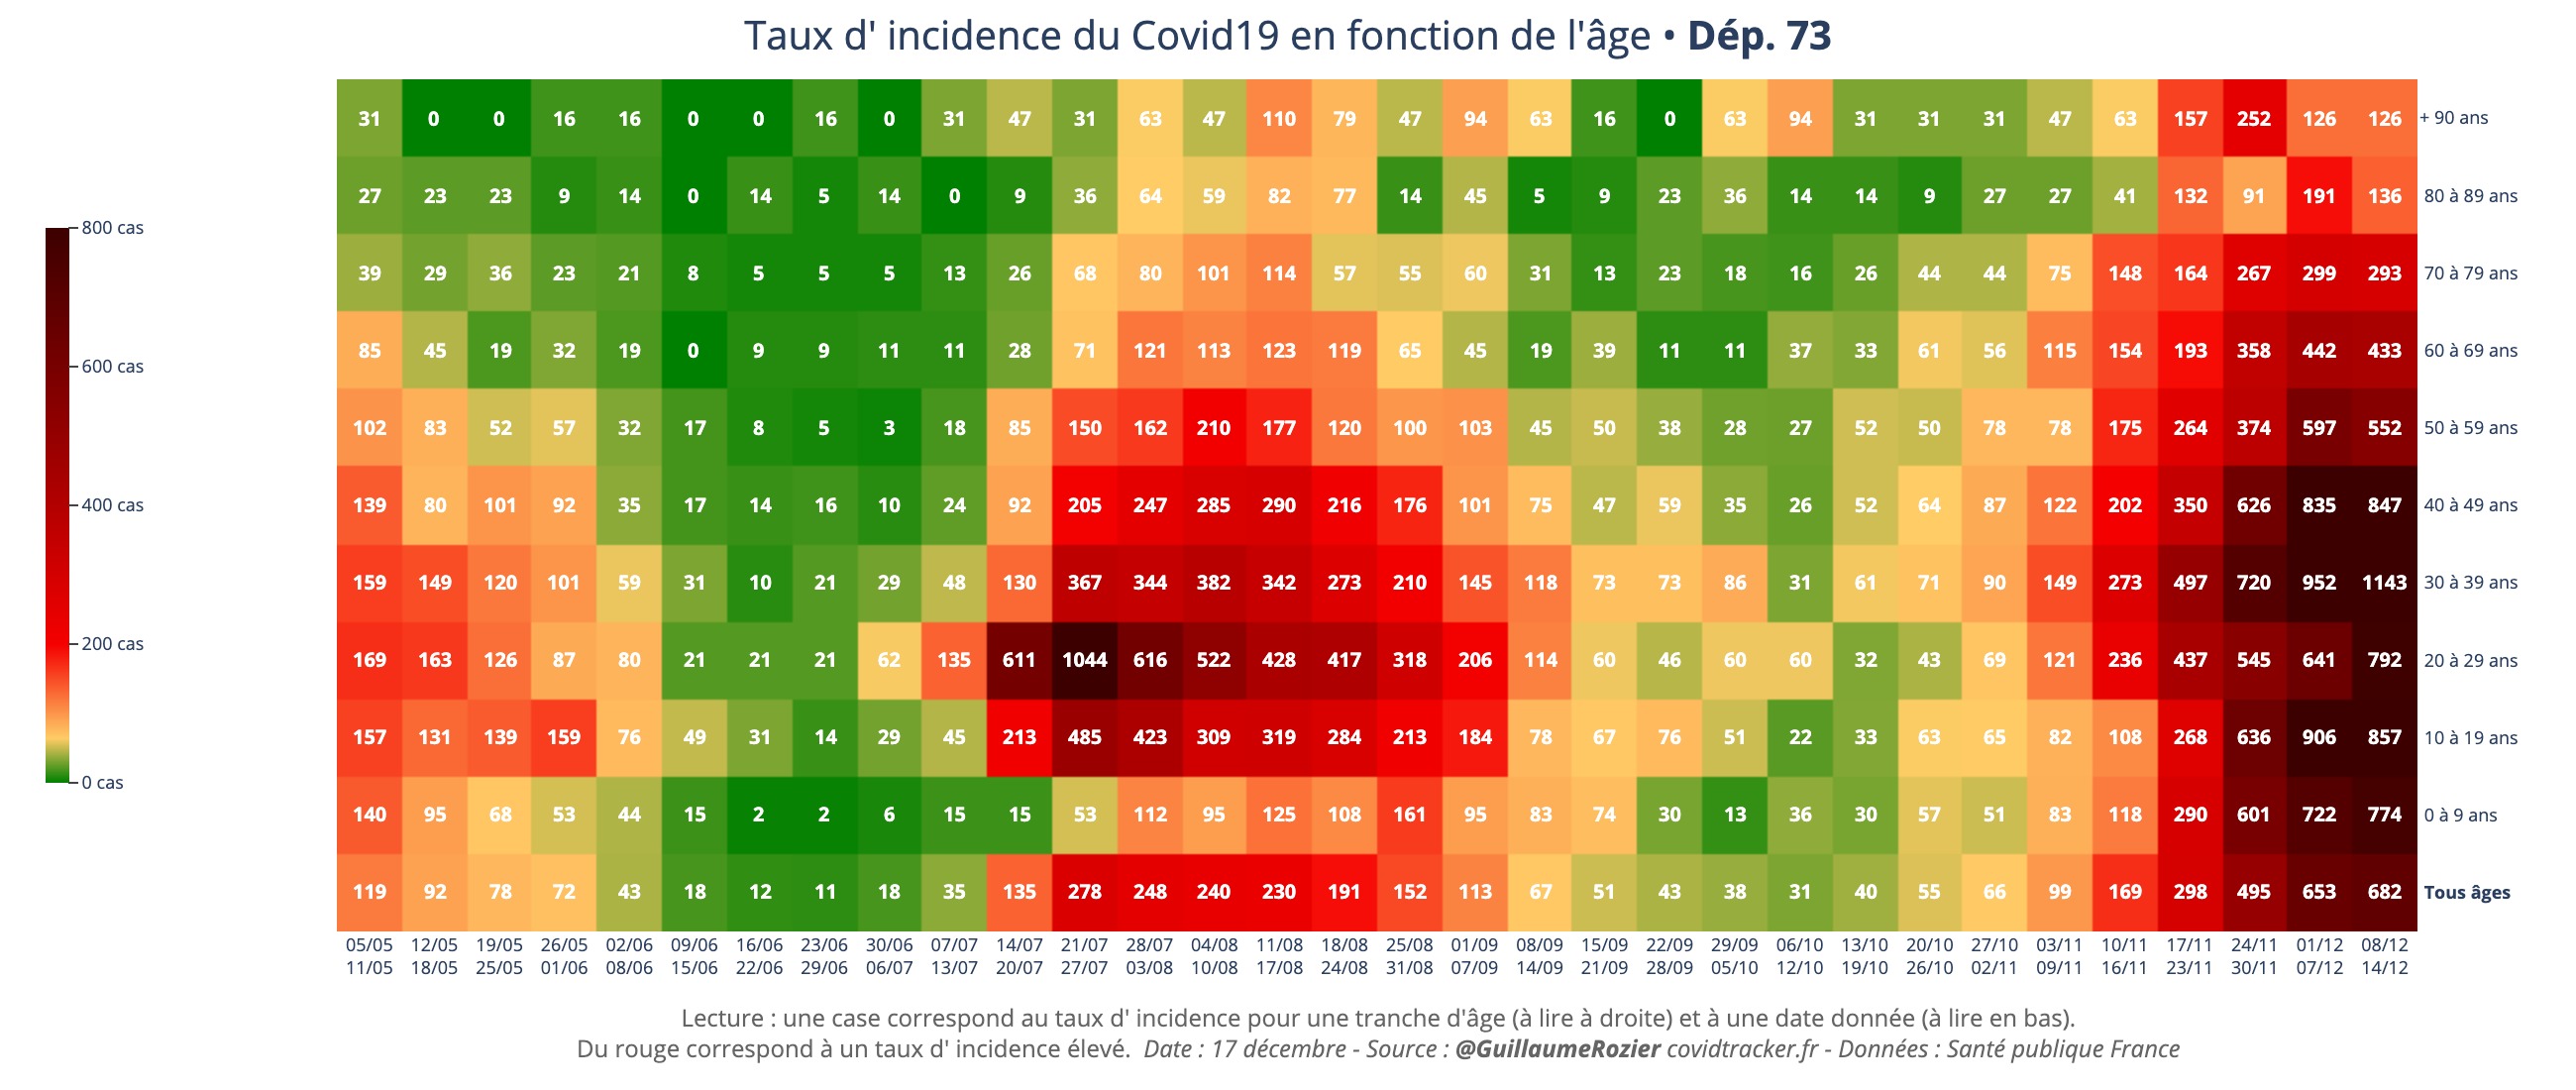 Taux d' incidence du Covid19 en fonction de l'âge • Dép. 73
800 cas
600 cas
400 cas
200 cas
0 cas
31 0 0 16 16 0 0 16 0 31 47 31 63 47 110 79 47 94 63 16 0 63 94 31 31 31 47 63 157 252 126 126 + 90 ans
27 23 23 9 14 0 14 5 14 0 9 36 64 59 82 77 14 45 5 9 23 36 14 14 9 27 27 41 132 91 191 136 80 à 89 ans
39 29 36 23 21 8 5 5 5 13 26 68 80 101 114 57 55 60 31 13 23 18 16 26 44 44 75 148 164 267 299 293 70 à 79 ans
85 45 19 32 19 0 9 9 11 11 28 71 121 113 123 119 65 45 19 39 11 11 37 33 61 56 115 154 193 358 442 433 60 à 69 ans
102 83 52 57 32 17 8 5 3 18 85 150 162 210 177 120 100 103 45 50 38 28 27 52 50 78 78 175 264 374 597 552 50 à 59 ans
139 80 101 92 35 17 14 16 10 24 92 205 247 285 290 216 176 101 75 47 59 35 26 52 64 87 122 202 350 626 835 847 40 à 49 ans
159 149 120 101 59 31 10 21 29 48 130 367 344 382 342 273 210 145 118 73 73 86 31 61 71 90 149 273 497 720 952 1143 30 à 39 ans
169 163 126 87 80 21 21 21 62 135 611 1044 616 522 428 417 318 206 114 60 46 60 60 32 43 69 121 236 437 545 641 792 20 à 29 ans
157 131 139 159 76 49 31 14 29 45 213 485 423 309 319 284 213 184 78 67 76 51 22 33 63 65 82 108 268 636 906 857 10 à 19 ans
140 95 68 53 44 15 2 2 6 15 15 53 112 95 125 108 161 95 83 74 30 13 36 30 57 51 83 118 290 601 722 774 0 à 9 ans
119 92 78 72 43 18 12 11 18 35 135 278 248 240 230 191 152 113 67 51 43 38 31 40 55 66 99 169 298 495 653 682 Tous âges
05/05 12/05 19/05 26/05 02/06 09/06 16/06 23/06 30/06 07/07 14/07 21/07 28/07 04/08 11/08 18/08 25/08 01/09 08/09 15/09 22/09 29/09 06/10 13/10 20/10 27/10 03/11 10/11 17/11 24/11 01/12 08/12
11/05 18/05 25/05 01/06 08/06 15/06 22/06 29/06 06/07 13/07 20/07 27/07 03/08 10/08 17/08 24/08 31/08 07/09 14/09 21/09 28/09 05/10 12/10 19/10 26/10 02/11 09/11 16/11 23/11 30/11 07/12 14/12
Lecture : une case correspond au taux d' incidence pour une tranche d'âge (à lire à droite) et à une date donnée (à lire en bas).
Du rouge correspond à un taux d' incidence élevé. Date : 17 décembre - Source : @GuillaumeRozier covidtracker.fr - Données : Santé publique France